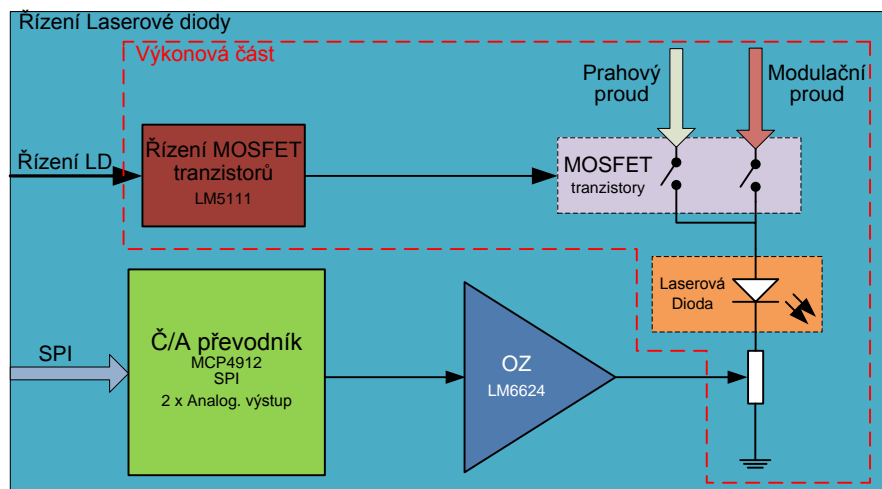 Řízení Laserové diody
Výkonová část
Prahový
proud
Modulační
proud
Řízení LD
Řízení MOSFET
tranzistorů
LM5111
MOSFET
tranzistory
Laserová
Dioda
SPI
Č/A převodník
MCP4912
SPI
2 x Analog. výstup
OZ
LM6624